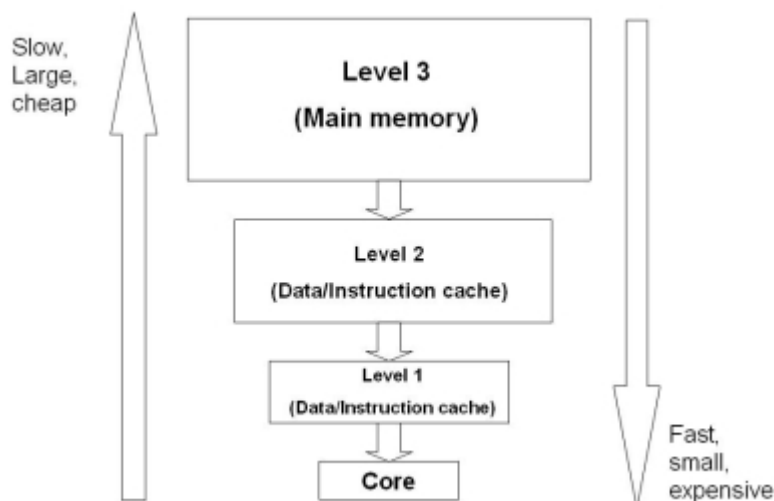 Slow,
Large,
cheap
Level 3
(Main memory)
Level 2
(Data/Instruction cache)
Level 1
(Data/Instruction cache)
Core
Fast,
small,
expensive